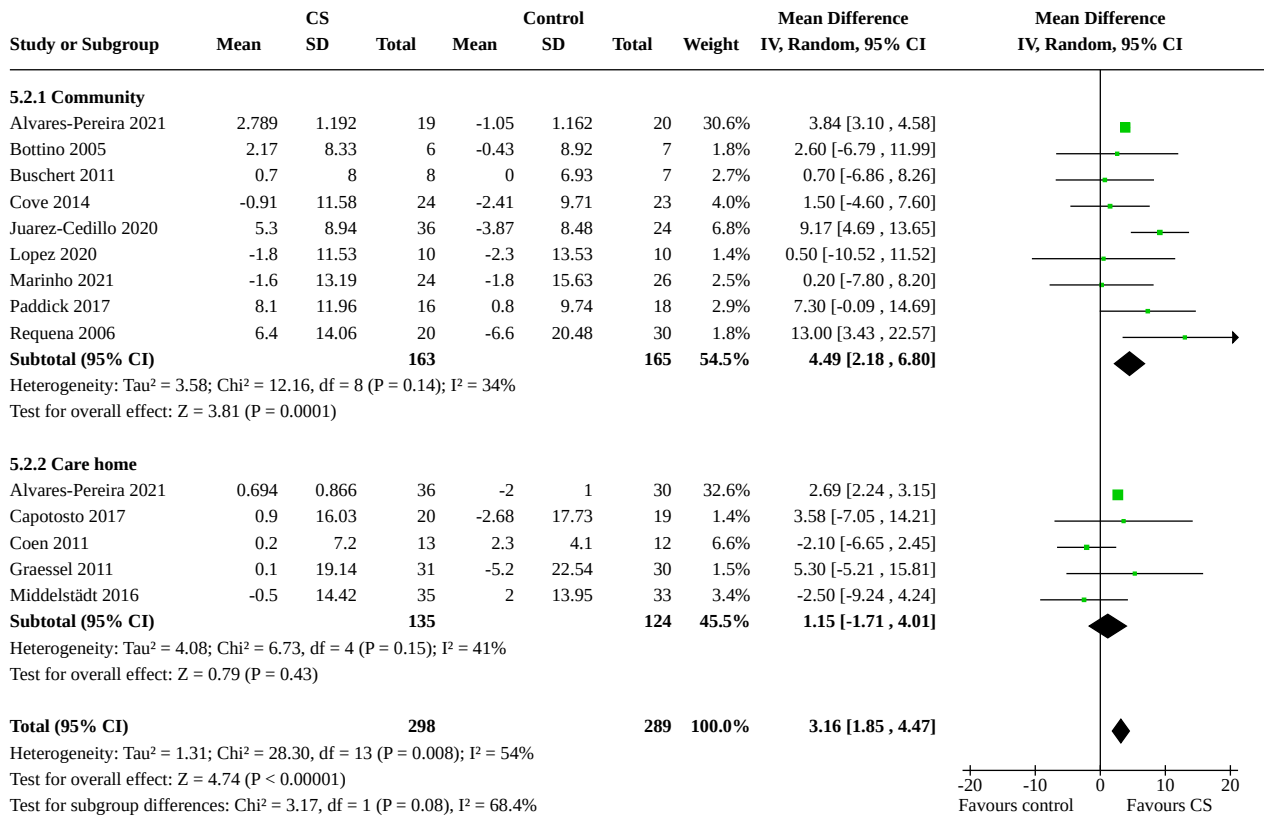 CS Control Mean Difference Mean Difference
Study or Subgroup Mean SD Total Mean SD Total Weight IV, Random, 95% CI IV, Random, 95% CI
5.2.1 Community
Alvares-Pereira 2021 2.789 1.192 19 -1.05 1.162 20 30.6% 3.84 [3.10 , 4.58]
Bottino 2005 2.17 8.33 6 -0.43 8.92 7 1.8% 2.60 [-6.79 , 11.99]
Buschert 2011 0.7 8 8 0 6.93 7 2.7% 0.70 [-6.86 , 8.26]
Cove 2014 -0.91 11.58 24 -2.41 9.71 23 4.0% 1.50 [-4.60 , 7.60]
Juarez-Cedillo 2020 5.3 8.94 36 -3.87 8.48 24 6.8% 9.17 [4.69 , 13.65]
Lopez 2020 -1.8 11.53 10 -2.3 13.53 10 1.4% 0.50 [-10.52 , 11.52]
Marinho 2021 -1.6 13.19 24 -1.8 15.63 26 2.5% 0.20 [-7.80 , 8.20]
Paddick 2017 8.1 11.96 16 0.8 9.74 18 2.9% 7.30 [-0.09 , 14.69]
Requena 2006 6.4 14.06 20 -6.6 20.48 30 1.8% 13.00 [3.43 , 22.57]
Subtotal (95% CI) 163 165 54.5% 4.49 [2.18 , 6.80]
Heterogeneity: Tau² = 3.58; Chi² = 12.16, df = 8 (P = 0.14); I² = 34%
Test for overall effect: Z = 3.81 (P = 0.0001)
5.2.2 Care home
Alvares-Pereira 2021 0.694 0.866 36 -2 1 30 32.6% 2.69 [2.24 , 3.15]
Capotosto 2017 0.9 16.03 20 -2.68 17.73 19 1.4% 3.58 [-7.05 , 14.21]
Coen 2011 0.2 7.2 13 2.3 4.1 12 6.6% -2.10 [-6.65 , 2.45]
Graessel 2011 0.1 19.14 31 -5.2 22.54 30 1.5% 5.30 [-5.21 , 15.81]
Middelstädt 2016 -0.5 14.42 35 2 13.95 33 3.4% -2.50 [-9.24 , 4.24]
Subtotal (95% CI) 135 124 45.5% 1.15 [-1.71 , 4.01]
Heterogeneity: Tau² = 4.08; Chi² = 6.73, df = 4 (P = 0.15); I² = 41%
Test for overall effect: Z = 0.79 (P = 0.43)
Total (95% CI) 298 289 100.0% 3.16 [1.85 , 4.47]
Heterogeneity: Tau² = 1.31; Chi² = 28.30, df = 13 (P = 0.008); I² = 54%
Test for overall effect: Z = 4.74 (P < 0.00001)
Test for subgroup differences: Chi² = 3.17, df = 1 (P = 0.08), I² = 68.4%
-20 -10 0 10 20
Favours control Favours CS